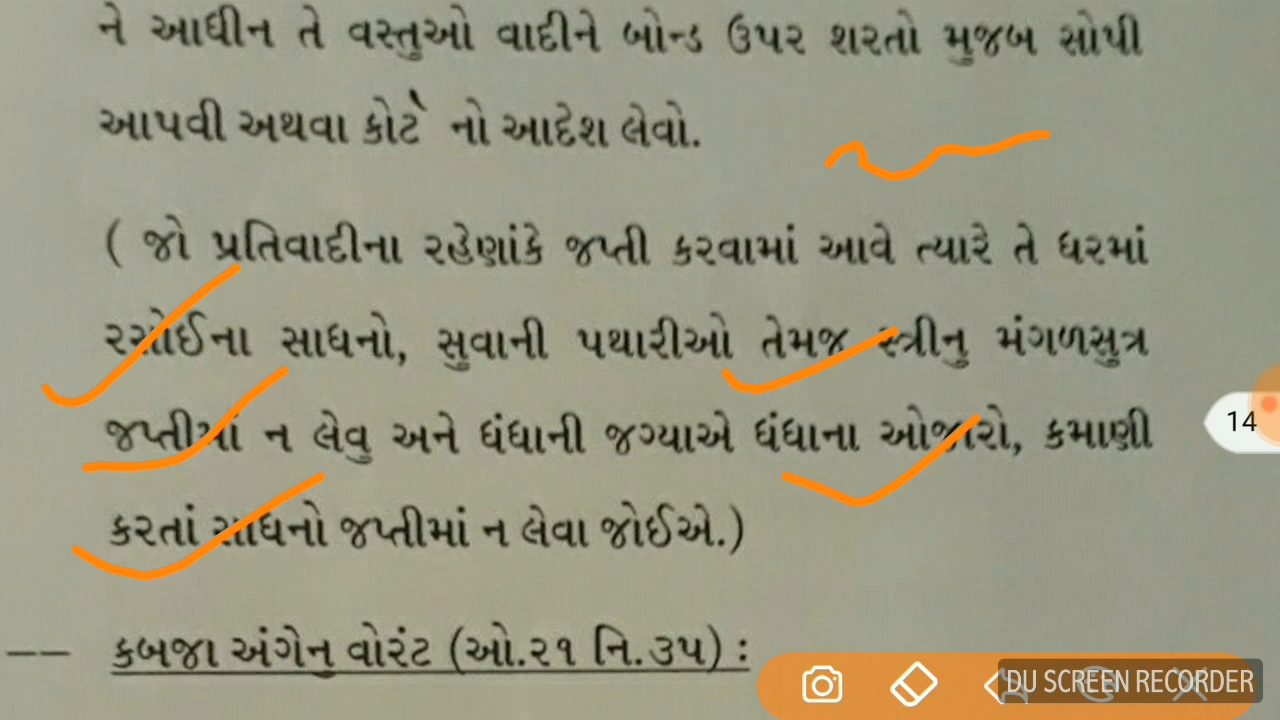 ને આધીન તે વસ્તુઓ વાદીને બોન્ડ ઉપર શરતો મુજબ સોપી
આપવી અથવા કોર્ટ નો આદેશ લેવો.
( જો પ્રતિવાદીના રહેણાંકે જપ્તી કરવામાં આવે ત્યારે તે ઘરમાં
રસોઈના સાધનો, સુવાની પથારીઓ તેમજ સ્ત્રીનુ મંગળસુત્ર
જપ્તીમાં ન લેવુ અને ધંધાની જગ્યાએ ધંધાના ઓજારો, કમાણી
કરતાં સાધનો જપ્તીમાં ન લેવા જોઈએ.)
14
-- કબજા અંગેનુ વોરંટ (ઓ.૨૧ નિ.૩૫) :
DU SCREEN RECORDER